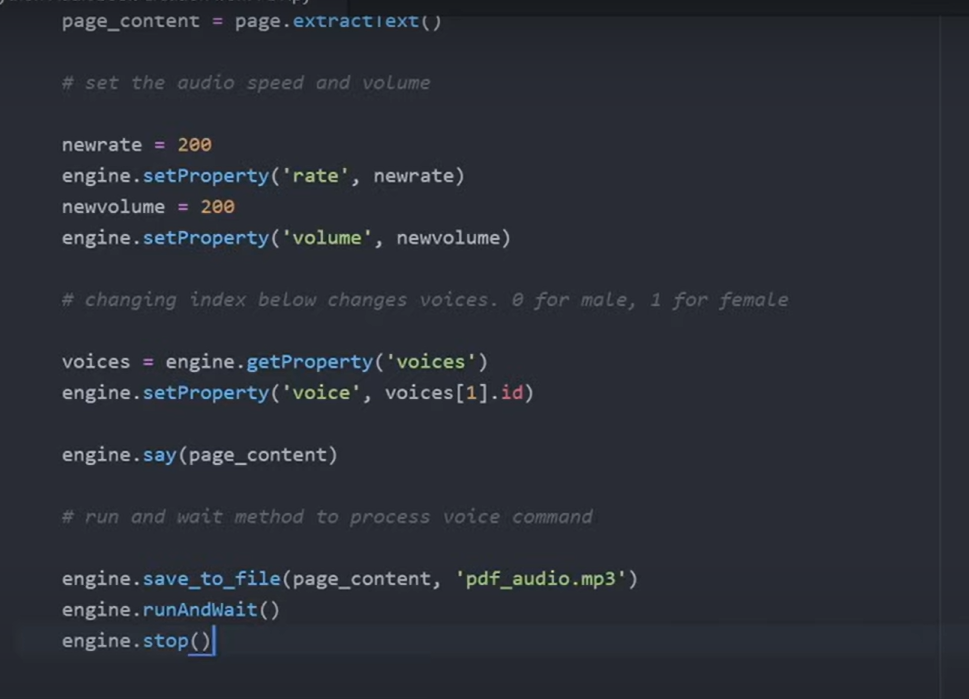 page_content = page.extractText()
# set the audio speed and volume
newrate = 200
engine.setProperty('rate', newrate)
newvolume = 200
engine.setProperty('volume', newvolume)
# changing index below changes voices. 0 for male, 1 for female
voices = engine.getProperty('voices')
engine.setProperty('voice', voices[1].id)
engine.say(page_content)
# run and wait method to process voice command
engine.save_to_file(page_content, 'pdf_audio.mp3')
engine.runAndWait()
engine.stop()